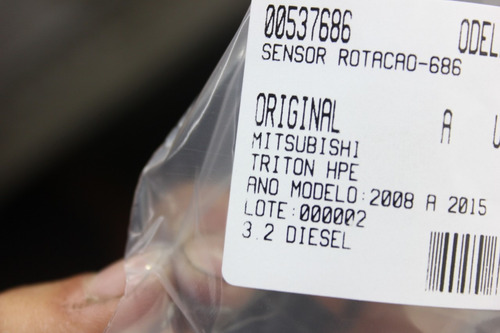 00537686 ODEL
SENSOR ROTACAO-686
ORIGINAL A
MITSUBISHI
TRITON HPE
ANO MODELO:2008 A 2015
LOTE:000002
3.2 DIESEL